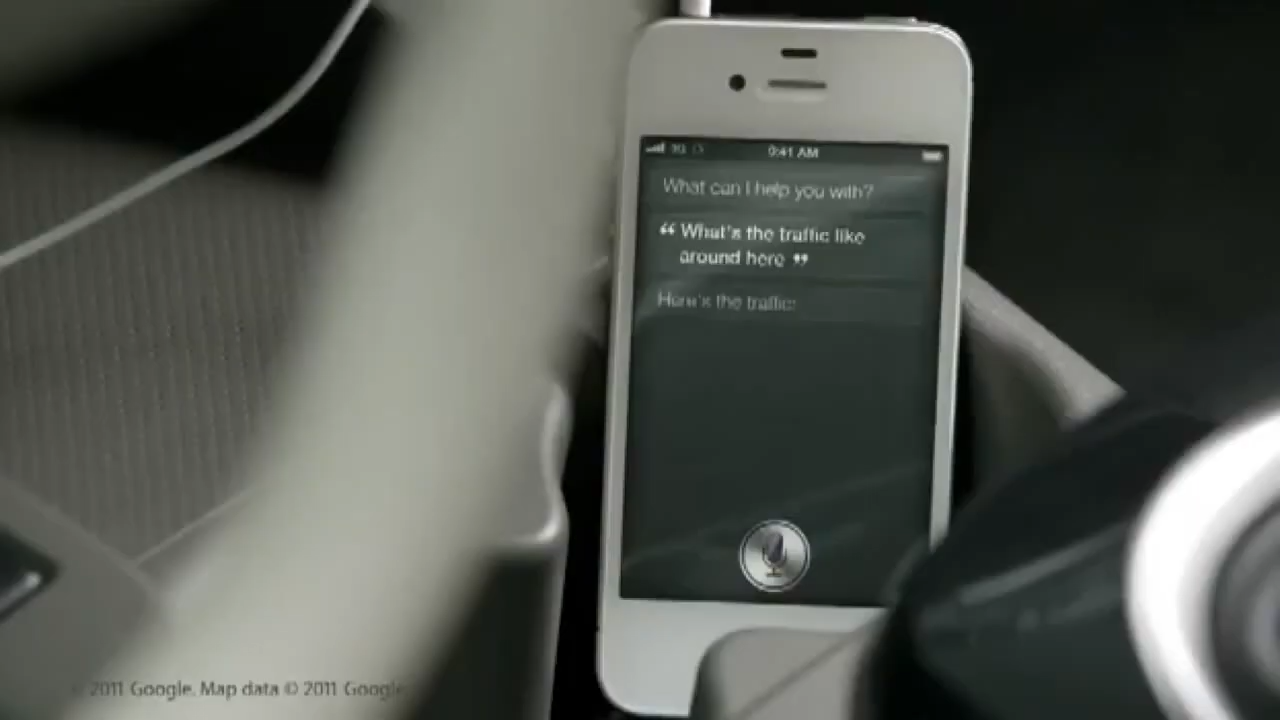 3G 9:41 AM
What can I help you with?
“ What's the traffic like
around here ”
Here's the traffic:
© 2011 Google. Map data © 2011 Google